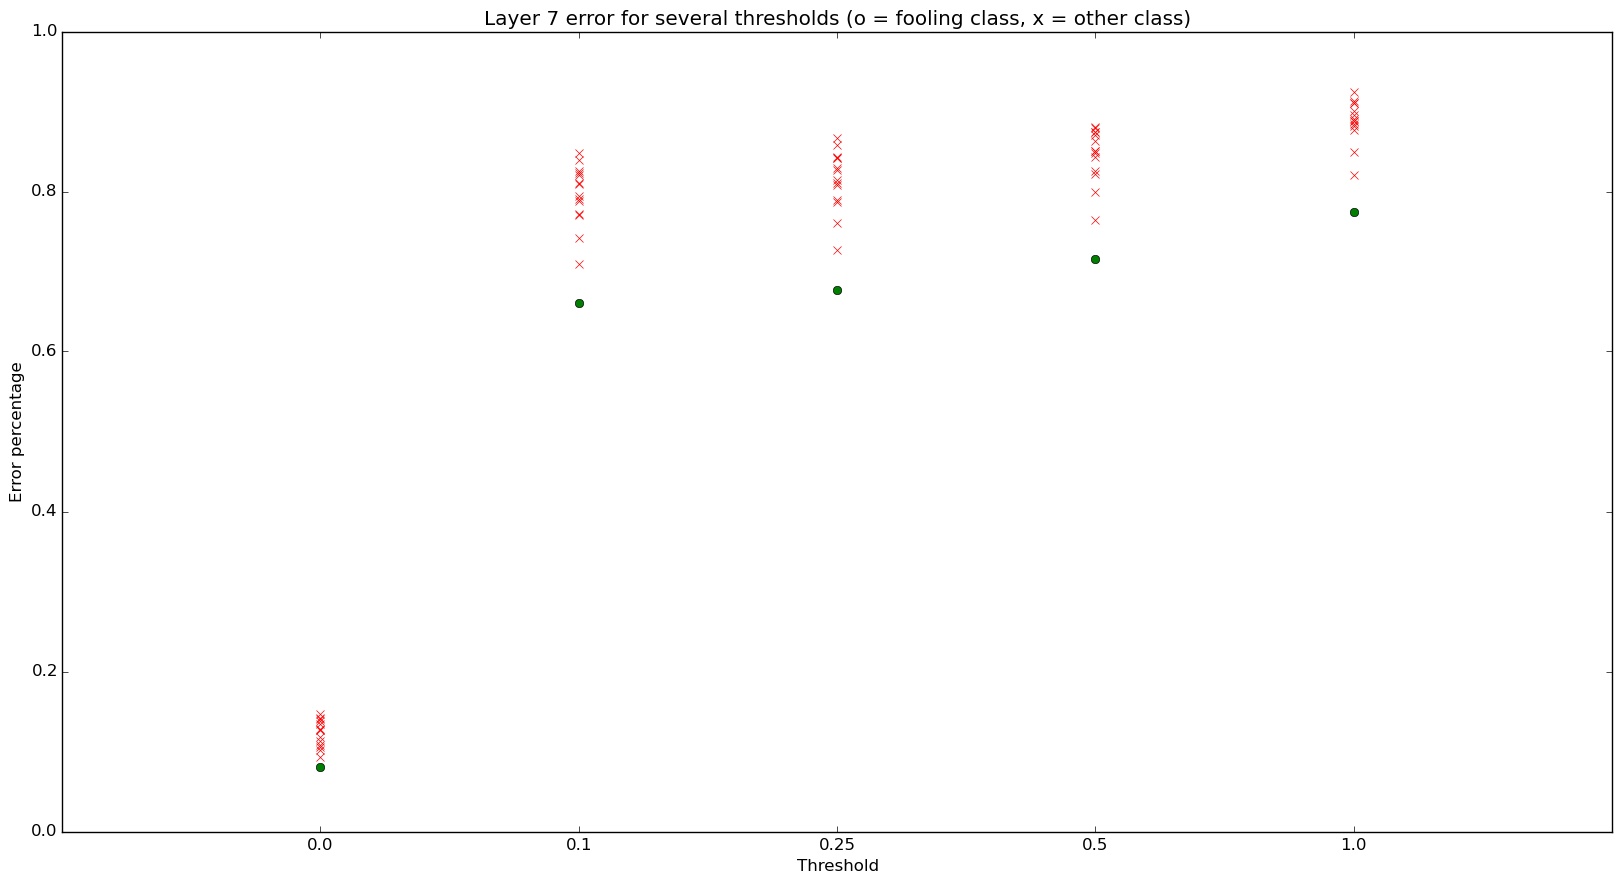 Layer 7 error for several thresholds (o = fooling class, x = other class)
1.0
0.8
0.6
0.4
0.2
0.0
Error percentage
0.0 0.1 0.25 0.5 1.0
Threshold